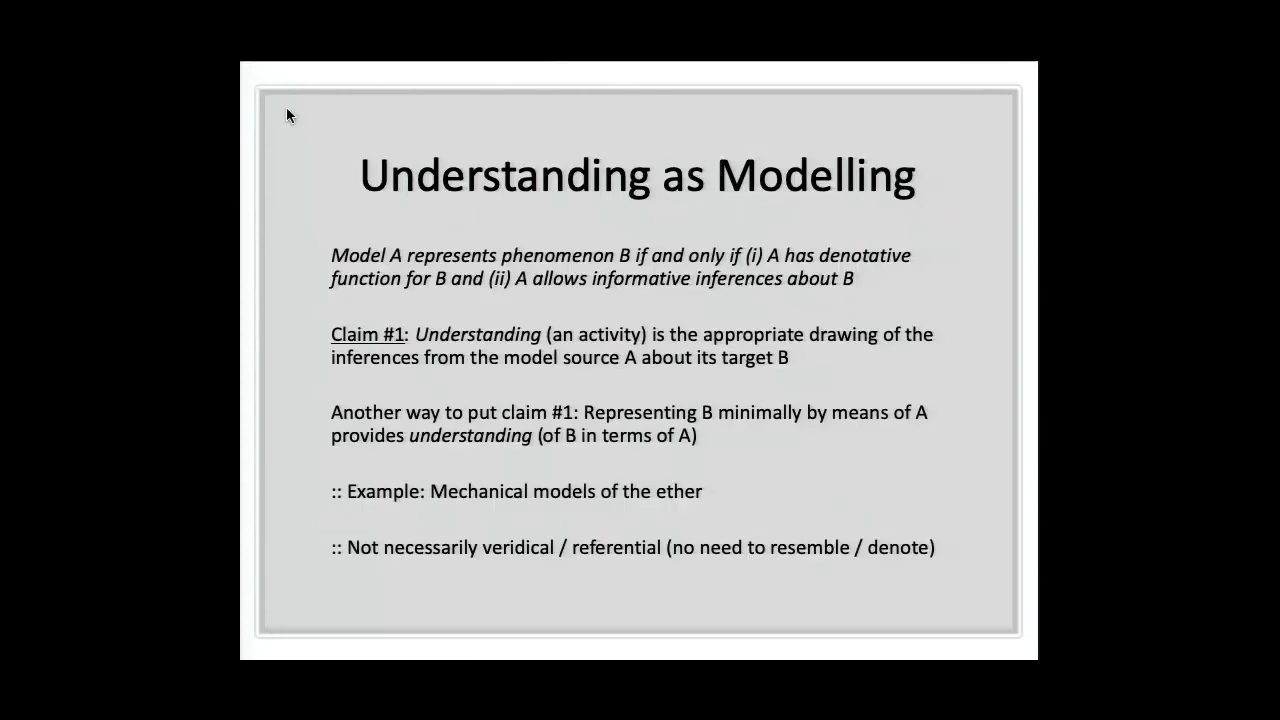 Understanding as Modelling
Model A represents phenomenon B if and only if (i) A has denotative
function for B and (ii) A allows informative inferences about B
Claim #1: Understanding (an activity) is the appropriate drawing of the
inferences from the model source A about its target B
Another way to put claim #1: Representing B minimally by means of A
provides understanding (of B in terms of A)
:: Example: Mechanical models of the ether
:: Not necessarily veridical / referential (no need to resemble / denote)